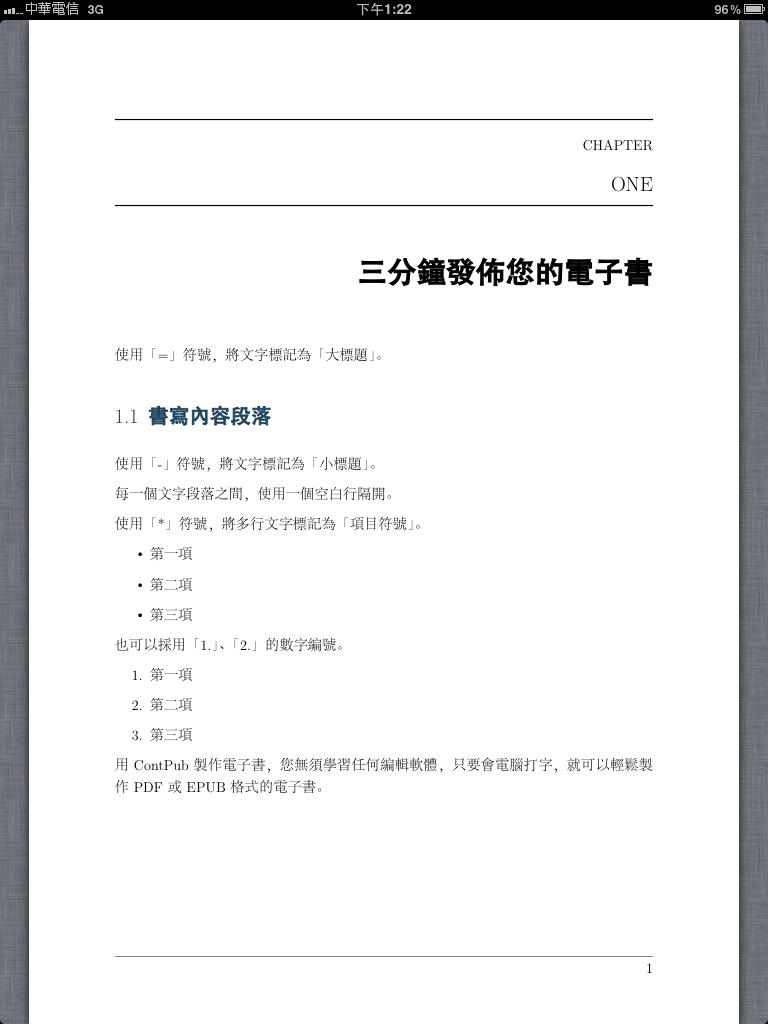 中華電信 3G 下午1:22 96%
CHAPTER
ONE
三分鐘發佈您的電子書
使用「=」符號，將文字標記為「大標題」。
1.1 書寫內容段落
使用「-」符號，將文字標記為「小標題」。
每一個文字段落之間，使用一個空白行隔開。
使用「*」符號，將多行文字標記為「項目符號」。
• 第一項
• 第二項
• 第三項
也可以採用「1.」、「2.」的數字編號。
1. 第一項
2. 第二項
3. 第三項
用 ContPub 製作電子書，您無須學習任何編輯軟體，只要會電腦打字，就可以輕鬆製
作 PDF 或 EPUB 格式的電子書。
1